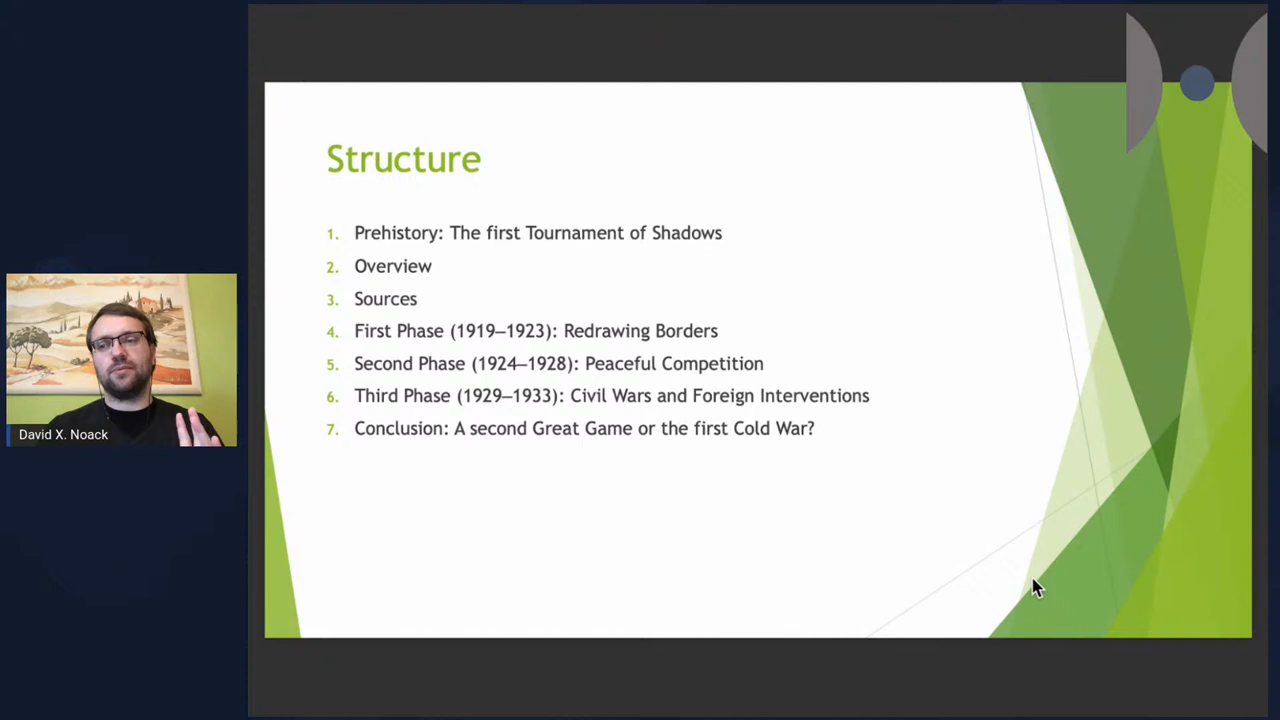 Structure
1. Prehistory: The first Tournament of Shadows
2. Overview
3. Sources
4. First Phase (1919–1923): Redrawing Borders
5. Second Phase (1924–1928): Peaceful Competition
6. Third Phase (1929–1933): Civil Wars and Foreign Interventions
7. Conclusion: A second Great Game or the first Cold War?
David X. Noack